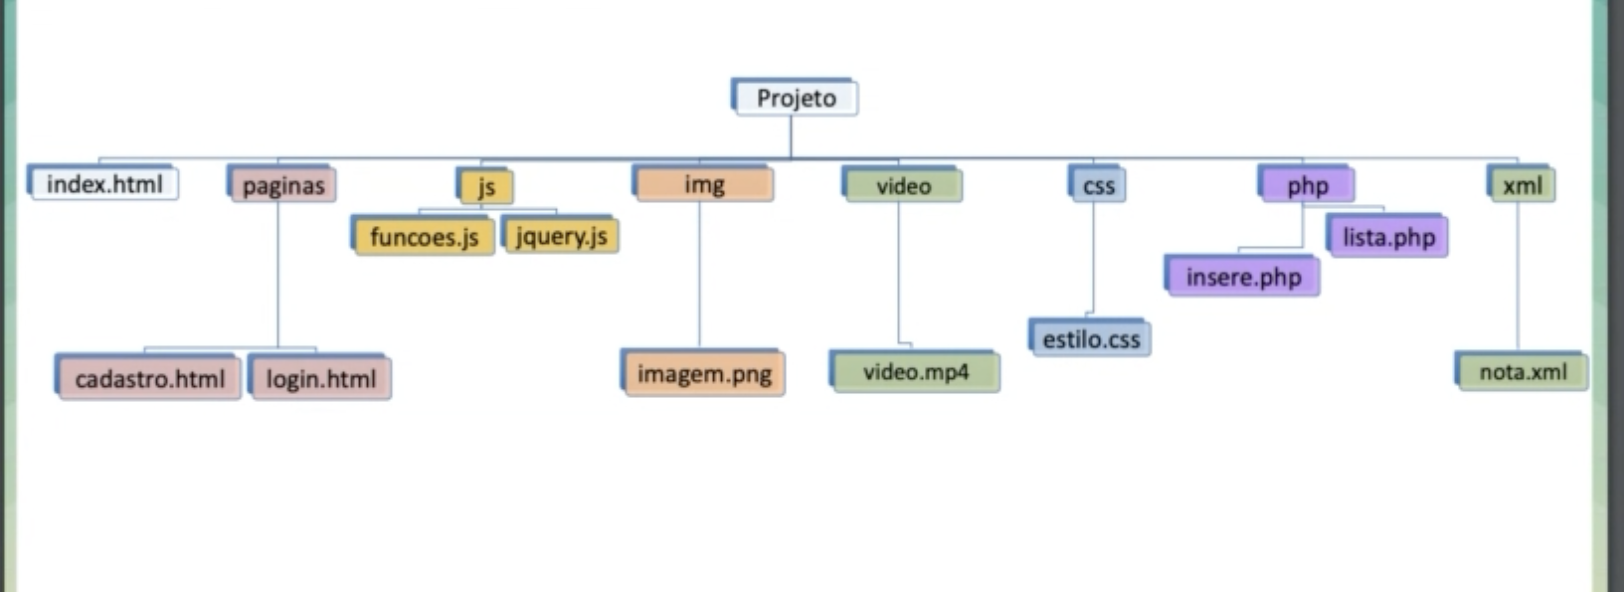 Projeto
index.html
paginas
js
img
video
css
php
xml
funcoes.js
jquery.js
lista.php
insere.php
estilo.css
cadastro.html
login.html
imagem.png
video.mp4
nota.xml